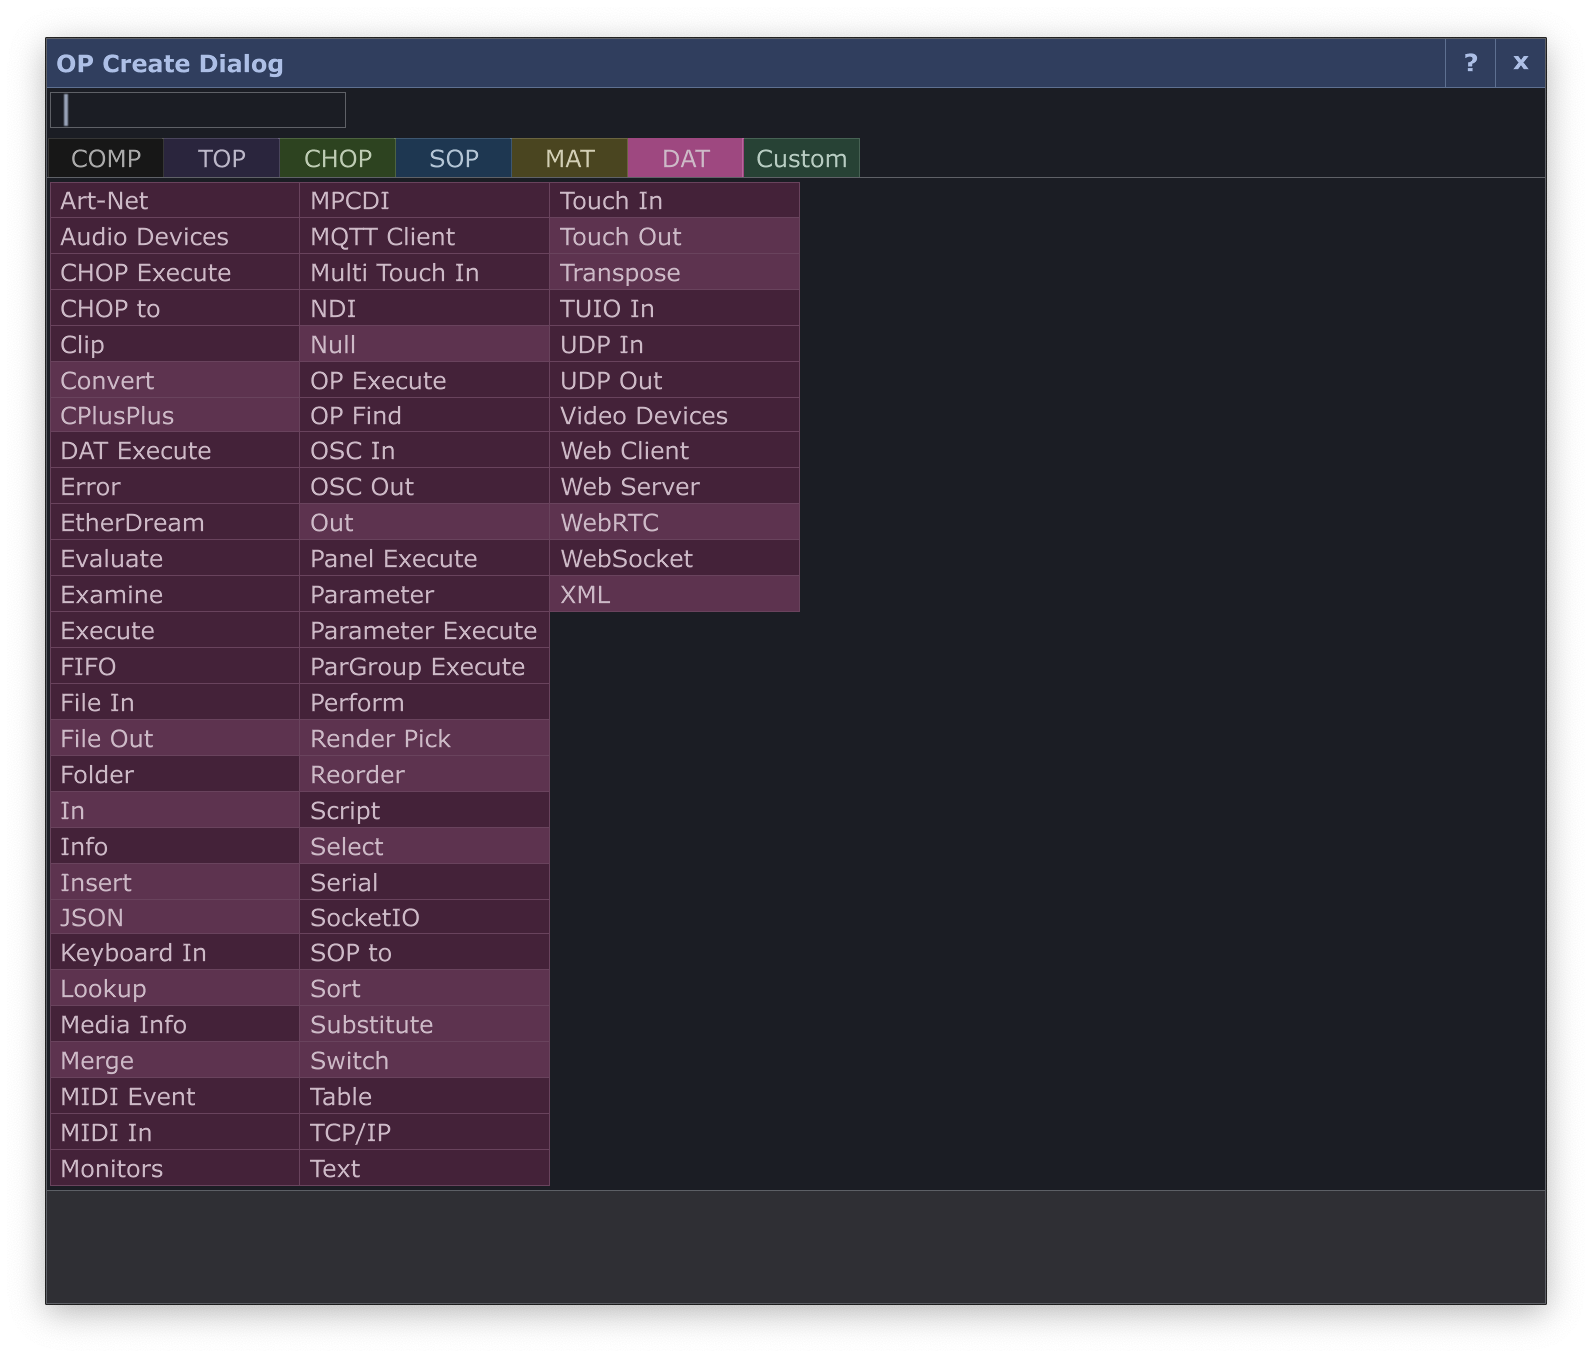 OP Create Dialog
? x
COMP TOP CHOP SOP MAT DAT Custom
Art-Net
Audio Devices
CHOP Execute
CHOP to
Clip
Convert
CPlusPlus
DAT Execute
Error
EtherDream
Evaluate
Examine
Execute
FIFO
File In
File Out
Folder
In
Info
Insert
JSON
Keyboard In
Lookup
Media Info
Merge
MIDI Event
MIDI In
Monitors
MPCDI
MQTT Client
Multi Touch In
NDI
Null
OP Execute
OP Find
OSC In
OSC Out
Out
Panel Execute
Parameter
Parameter Execute
ParGroup Execute
Perform
Render Pick
Reorder
Script
Select
Serial
SocketIO
SOP to
Sort
Substitute
Switch
Table
TCP/IP
Text
Touch In
Touch Out
Transpose
TUIO In
UDP In
UDP Out
Video Devices
Web Client
Web Server
WebRTC
WebSocket
XML